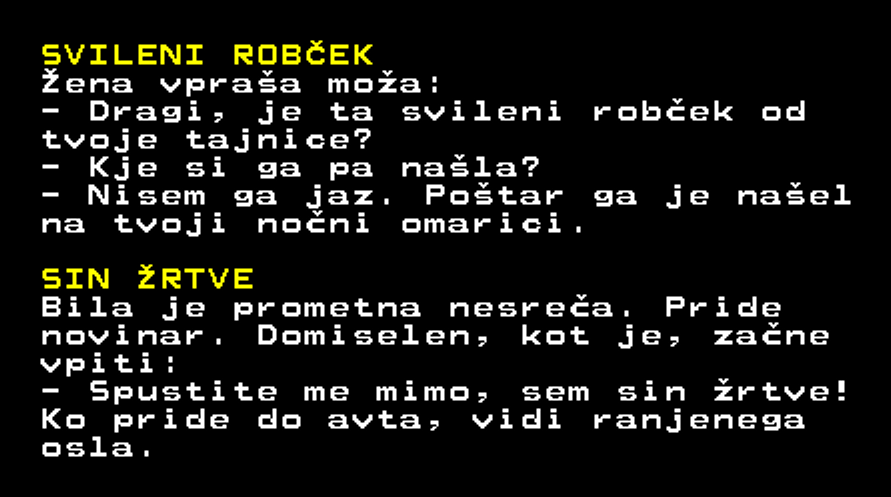 SVILENI ROBČEK
Žena vpraša moža:
- Dragi, je ta svileni robček od
tvoje tajnice?
- Kje si ga pa našla?
- Nisem ga jaz. Poštar ga je našel
na tvoji nočni omarici.
SIN ŽRTVE
Bila je prometna nesreča. Pride
novinar. Domiselen, kot je, začne
vpiti:
- Spustite me mimo, sem sin žrtve!
Ko pride do avta, vidi ranjenega
osla.